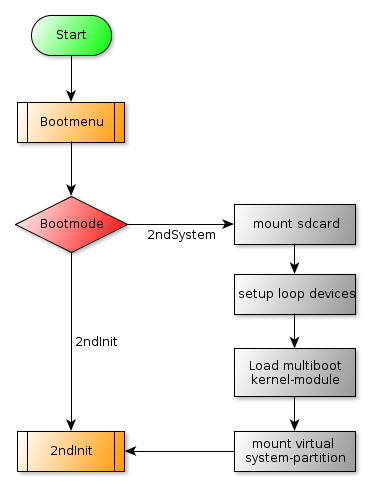 Start
Bootmenu
Bootmode
2ndSystem
mount sdcard
setup loop devices
2ndInit
Load multiboot
kernel-module
2ndInit
mount virtual
system-partition